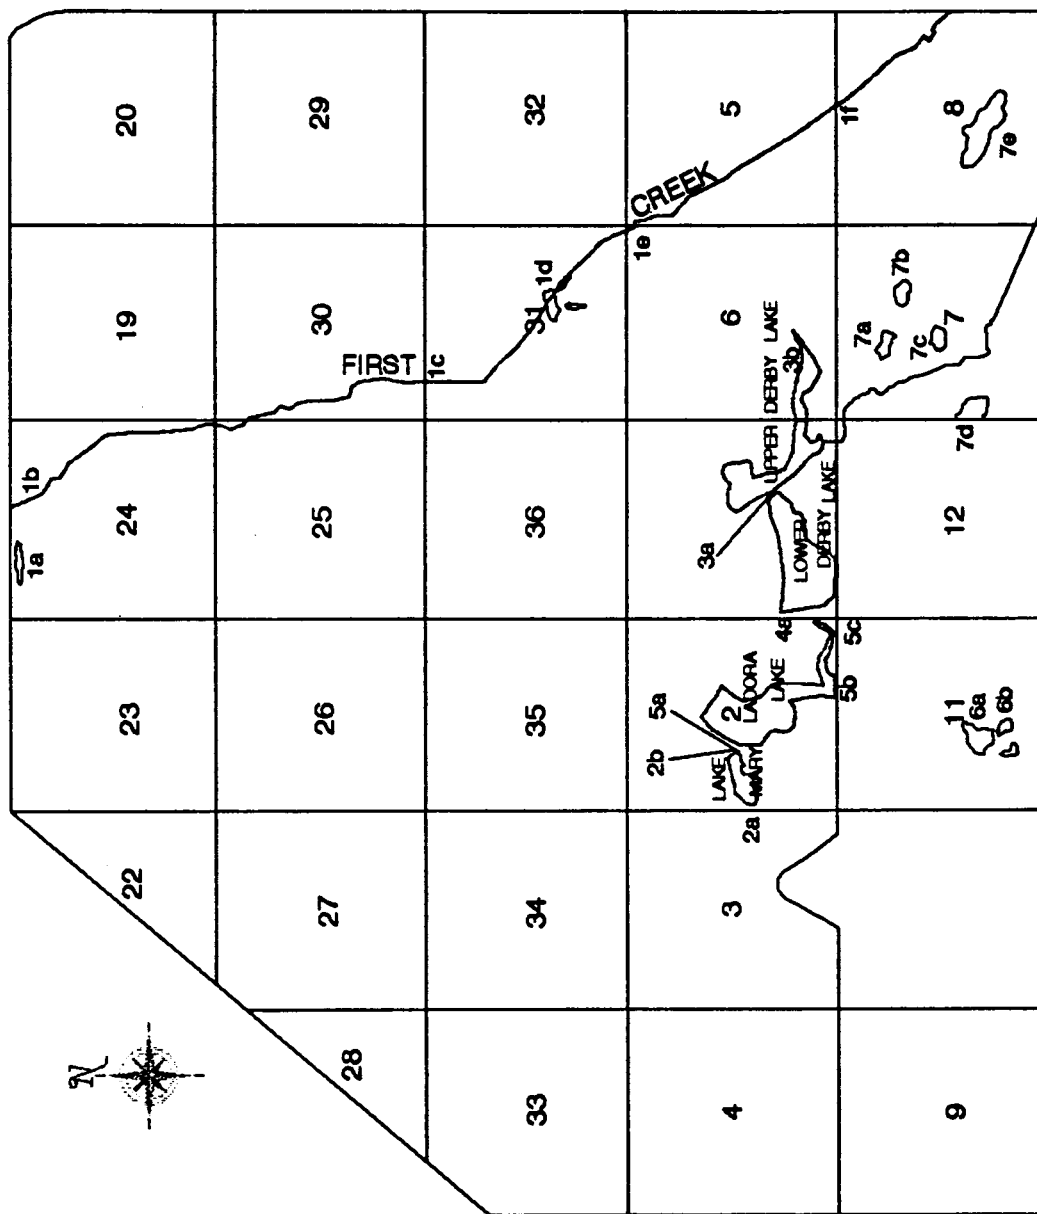 N
22
23
24
19
20
1a
1b
28
27
26
25
30
29
FIRST
1c
33
34
35
36
31
1d
32
4
3
2
6
5
CREEK
1e
1f
2a
2b
5a
LAKE
MARY
LADORA
LAKE
4a
5b
5c
3a
LOWER
DERBY LAKE
UPPER DERBY LAKE
3b
9
11
6a
6b
12
7d
7a
7b
7c
7
8
7e